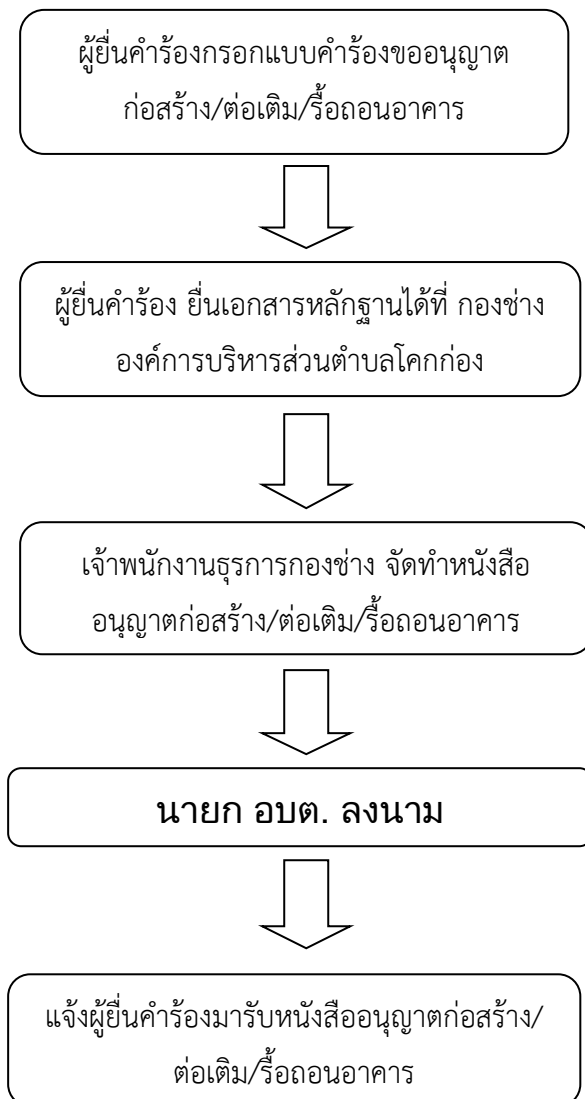 ผู้ยื่นคำร้องกรอกแบบคำร้องขออนุญาต
ก่อสร้าง/ต่อเติม/รื้อถอนอาคาร
ผู้ยื่นคำร้อง ยื่นเอกสารหลักฐานได้ที่ กองช่าง
องค์การบริหารส่วนตำบลโคกก่อง
เจ้าพนักงานธุรการกองช่าง จัดทำหนังสือ
อนุญาตก่อสร้าง/ต่อเติม/รื้อถอนอาคาร
นายก อบต. ลงนาม
แจ้งผู้ยื่นคำร้องมารับหนังสืออนุญาตก่อสร้าง/
ต่อเติม/รื้อถอนอาคาร